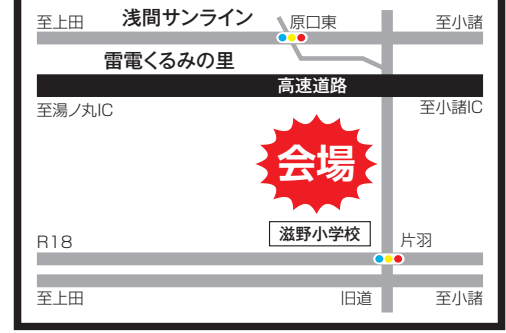 至上田
浅間サンライン
原口東
至小諸
雷電くるみの里
高速道路
至湯ノ丸IC
至小諸IC
会場
滋野小学校
R18
片羽
至上田
旧道
至小諸